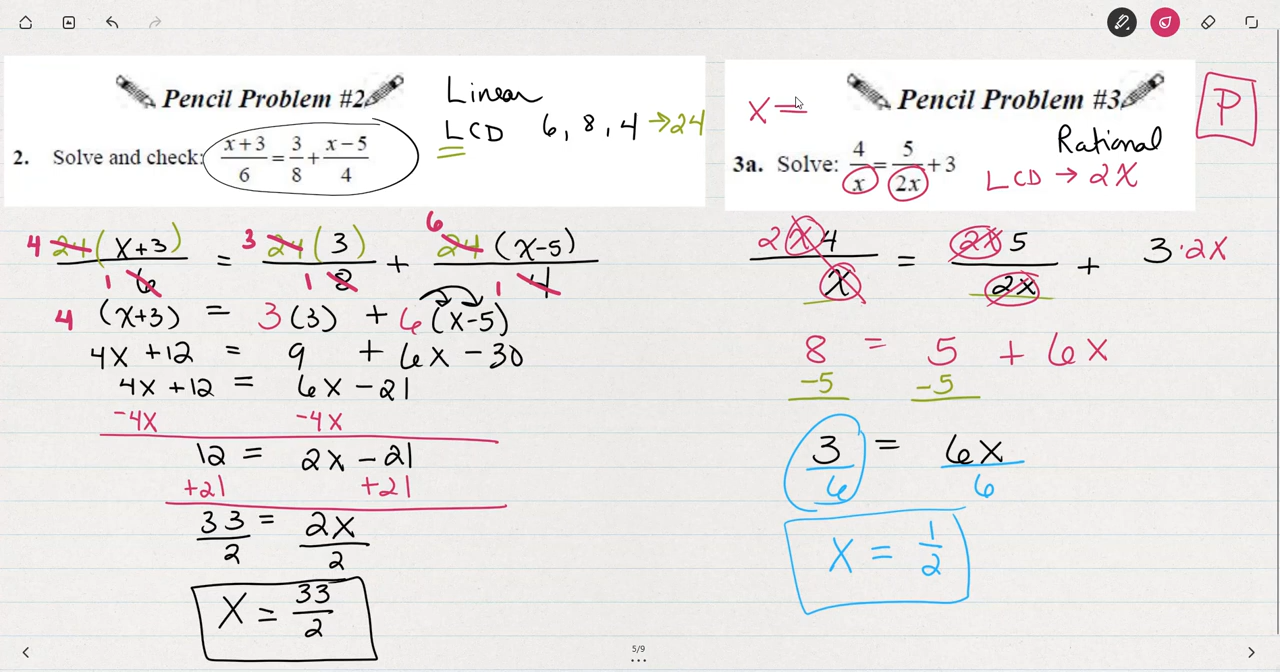 Pencil Problem #2
Linear
LCD 6, 8, 4 → 24
2. Solve and check: (x+3)/6 = 3/8 + (x−5)/4
4 24(x+3)/1 6 = 3 24(3)/1 8 + 6 24(x−5)/1 4
4 (x+3) = 3(3) + 6(x−5)
4x +12 = 9 + 6x − 30
4x +12 = 6x −21
−4x −4x
12 = 2x − 21
+21 +21
33/2 = 2x/2
x = 33/2
x =
Pencil Problem #3
P
Rational
3a. Solve: 4/x = 5/2x + 3
LCD → 2x
2x4/x = 2x5/2x + 3·2x
8 = 5 + 6x
−5 −5
3/6 = 6x/6
x = 1/2
5/9